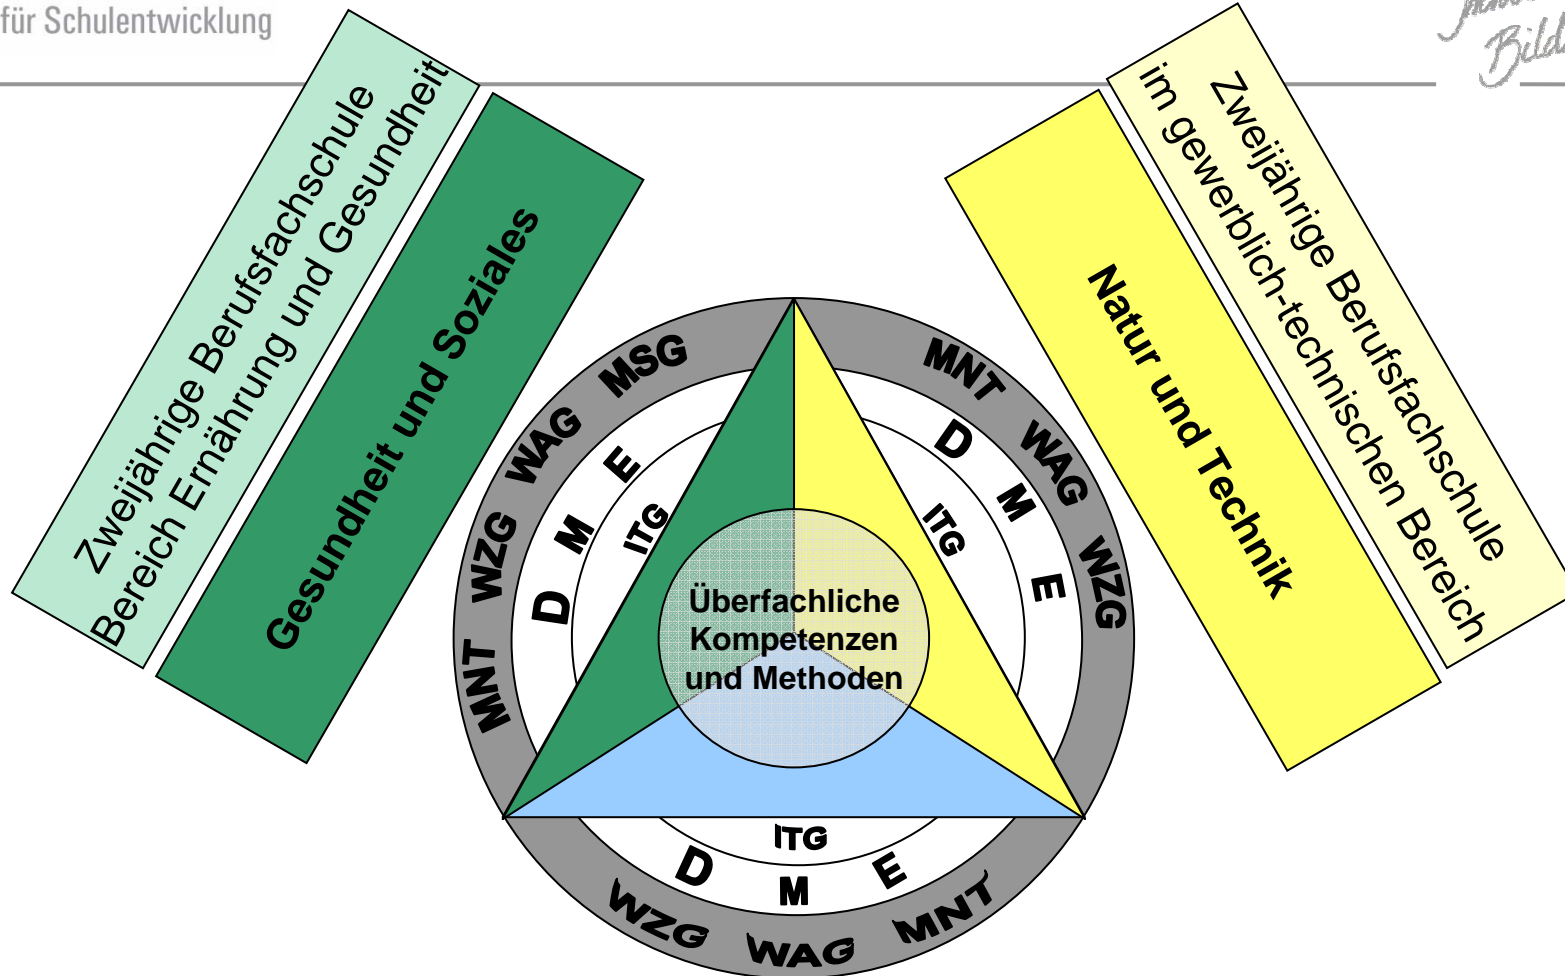 für Schulentwicklung
Zweijährige Berufsfachschule
Bereich Ernährung und Gesundheit
Gesundheit und Soziales
Natur und Technik
Zweijährige Berufsfachschule
im gewerblich-technischen Bereich
MNT WZG WAG MSG
D M E
ITG
MNT WAG WZG
D M E
ITG
Überfachliche
Kompetenzen
und Methoden
ITG
D M E
WZG WAG MNT